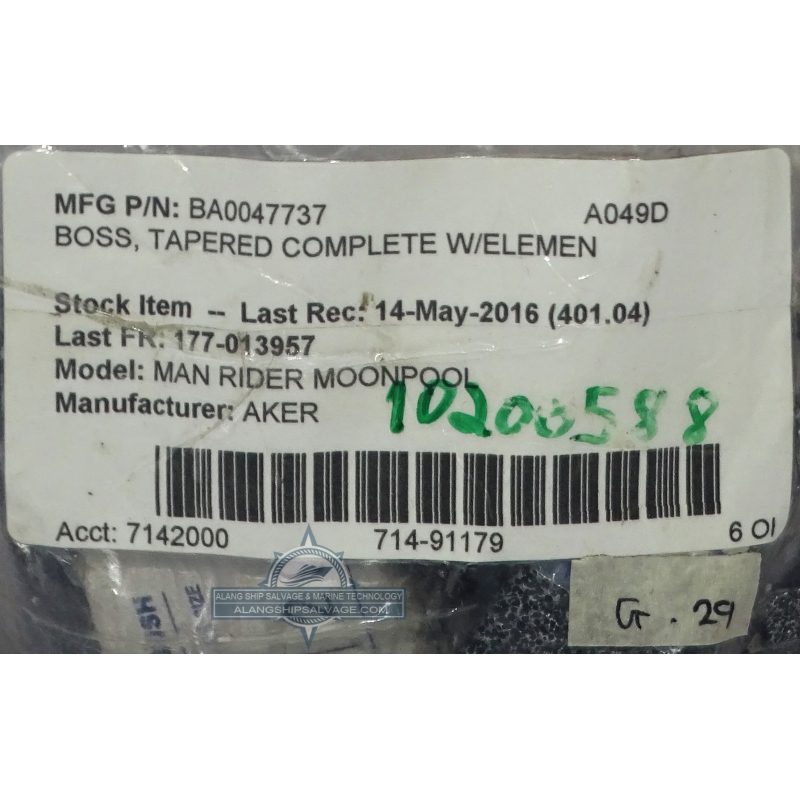 MFG P/N: BA0047737 A049D
BOSS, TAPERED COMPLETE W/ELEMEN
Stock Item -- Last Rec: 14-May-2016 (401.04)
Last FR: 177-013957
Model: MAN RIDER MOONPOOL
Manufacturer: AKER
10200588
Acct: 7142000 714-91179 6 OI
ALANG SHIP SALVAGE & MARINE TECHNOLOGY
ALANGSHIPSALVAGE.COM
ISH
G. 29